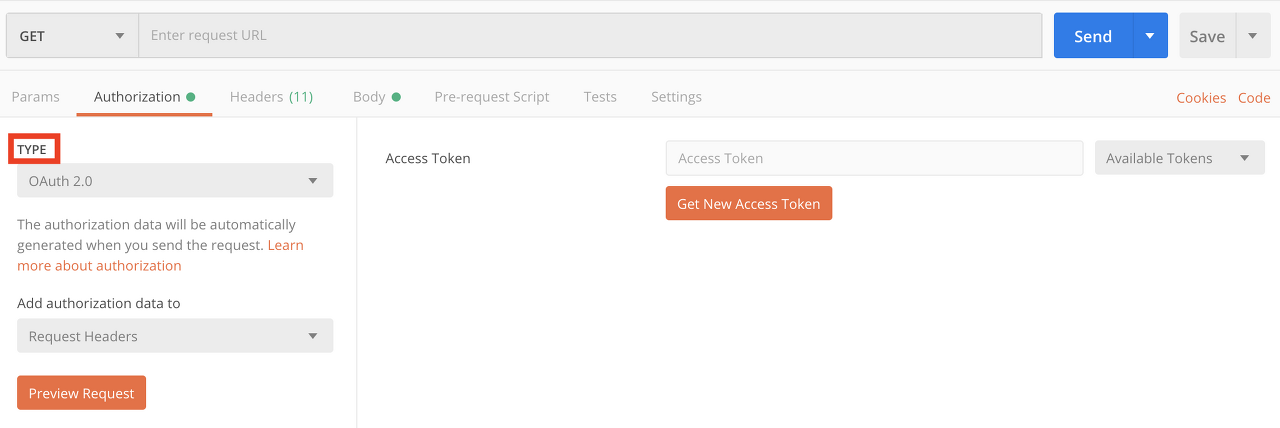 GET Enter request URL Send Save
Params Authorization Headers (11) Body Pre-request Script Tests Settings Cookies Code
TYPE
OAuth 2.0
The authorization data will be automatically
generated when you send the request. Learn
more about authorization
Add authorization data to
Request Headers
Preview Request
Access Token Access Token Available Tokens
Get New Access Token